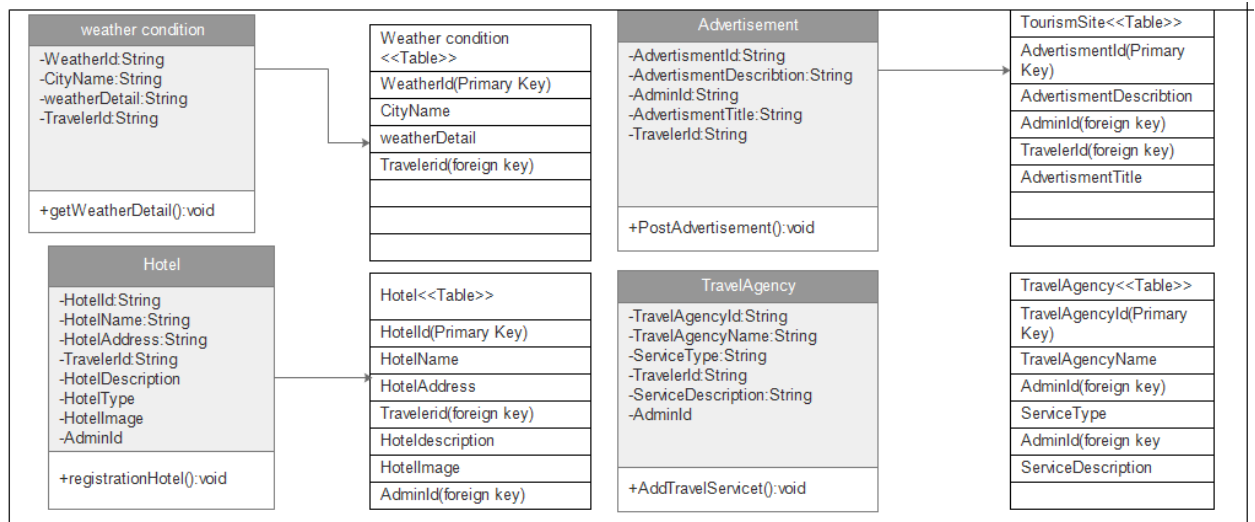 weather condition
-WeatherId:String
-CityName:String
-weatherDetail:String
-TravelerId:String
+getWeatherDetail():void
Weather condition
<<Table>>
WeatherId(Primary Key)
CityName
weatherDetail
Travelerid(foreign key)
Advertisement
-AdvertismentId:String
-AdvertismentDescribtion:String
-AdminId:String
-AdvertismentTitle:String
-TravelerId:String
+PostAdvertisement():void
TourismSite<<Table>>
AdvertismentId(Primary
Key)
AdvertismentDescribtion
AdminId(foreign key)
TravelerId(foreign key)
AdvertismentTitle
Hotel
-HotelId:String
-HotelName:String
-HotelAddress:String
-TravelerId:String
-HotelDescription
-HotelType
-HotelImage
-AdminId
+registrationHotel():void
Hotel<<Table>>
HotelId(Primary Key)
HotelName
HotelAddress
Travelerid(foreign key)
Hoteldescription
HotelImage
AdminId(foreign key)
TravelAgency
-TravelAgencyId:String
-TravelAgencyName:String
-ServiceType:String
-TravelerId:String
-ServiceDescription:String
-AdminId
+AddTravelServicet():void
TravelAgency<<Table>>
TravelAgencyId(Primary
Key)
TravelAgencyName
AdminId(foreign key)
ServiceType
AdminId(foreign key
ServiceDescription